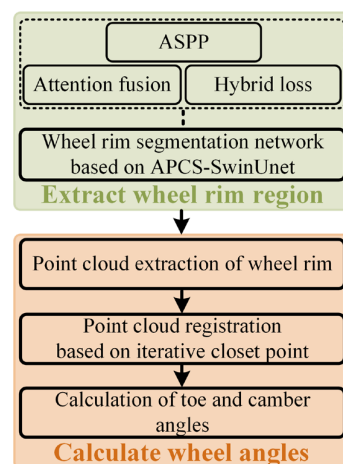 ASPP
Attention fusion
Hybrid loss
Wheel rim segmentation network
based on APCS-SwinUnet
Extract wheel rim region
Point cloud extraction of wheel rim
Point cloud registration
based on iterative closet point
Calculation of toe and camber
angles
Calculate wheel angles